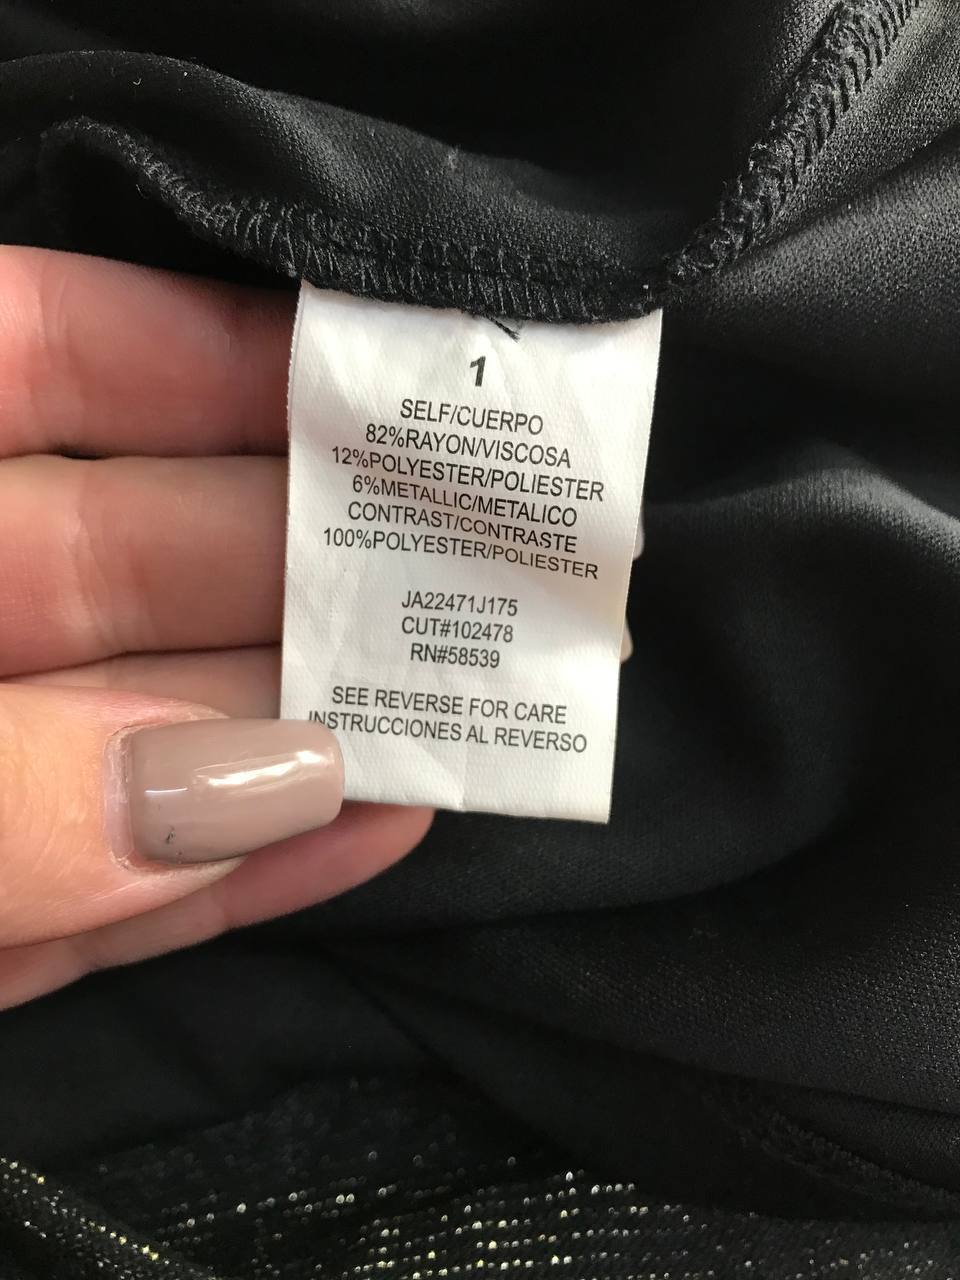 1
SELF/CUERPO
82%RAYON/VISCOSA
12%POLYESTER/POLIESTER
6%METALLIC/METALICO
CONTRAST/CONTRASTE
100%POLYESTER/POLIESTER
JA22471J175
CUT#102478
RN#58539
SEE REVERSE FOR CARE
INSTRUCCIONES AL REVERSO